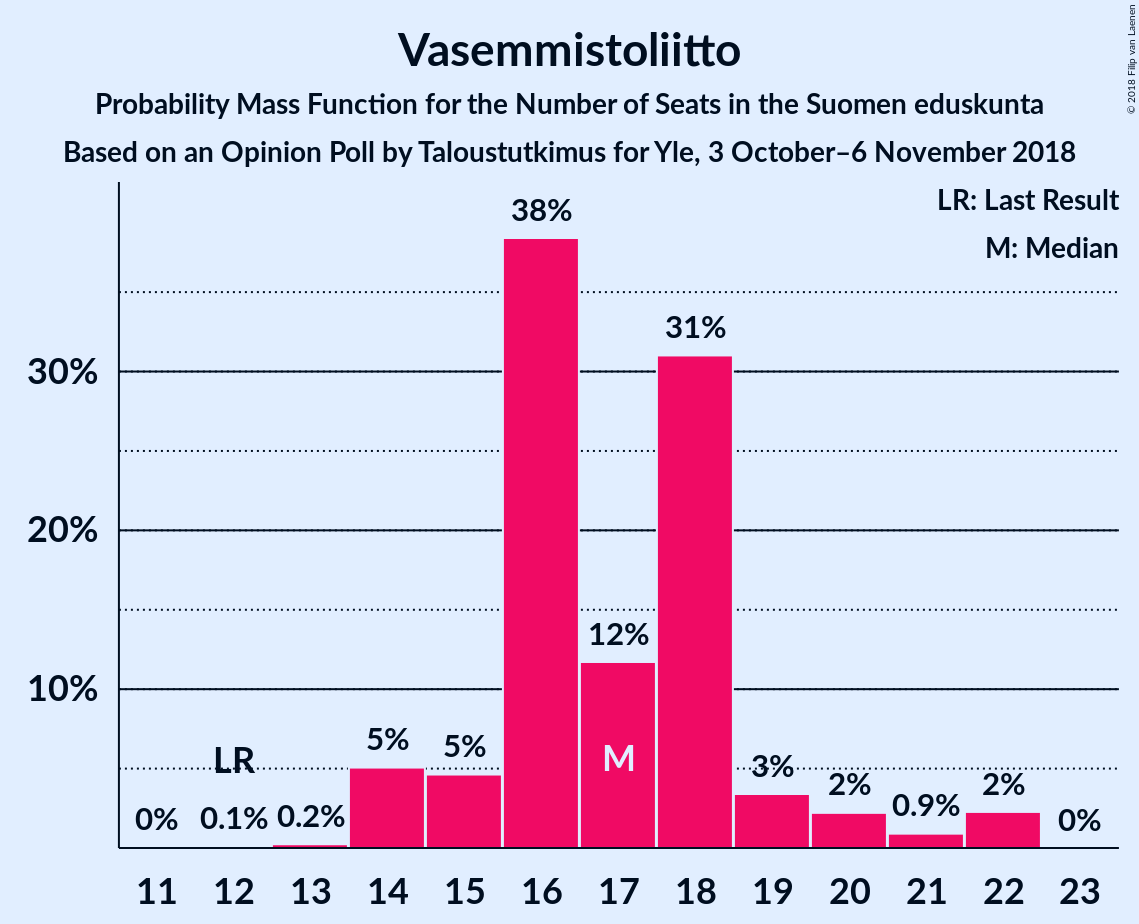 Vasemmistoliitto
Probability Mass Function for the Number of Seats in the Suomen eduskunta
Based on an Opinion Poll by Taloustutkimus for Yle, 3 October–6 November 2018
© 2018 Filip van Laenen
LR: Last Result
M: Median
38%
31%
30%
20%
12%
10%
5%
5%
LR
M
3%
2%
2%
0.9%
0%
0.1%
0.2%
0%
11 12 13 14 15 16 17 18 19 20 21 22 23